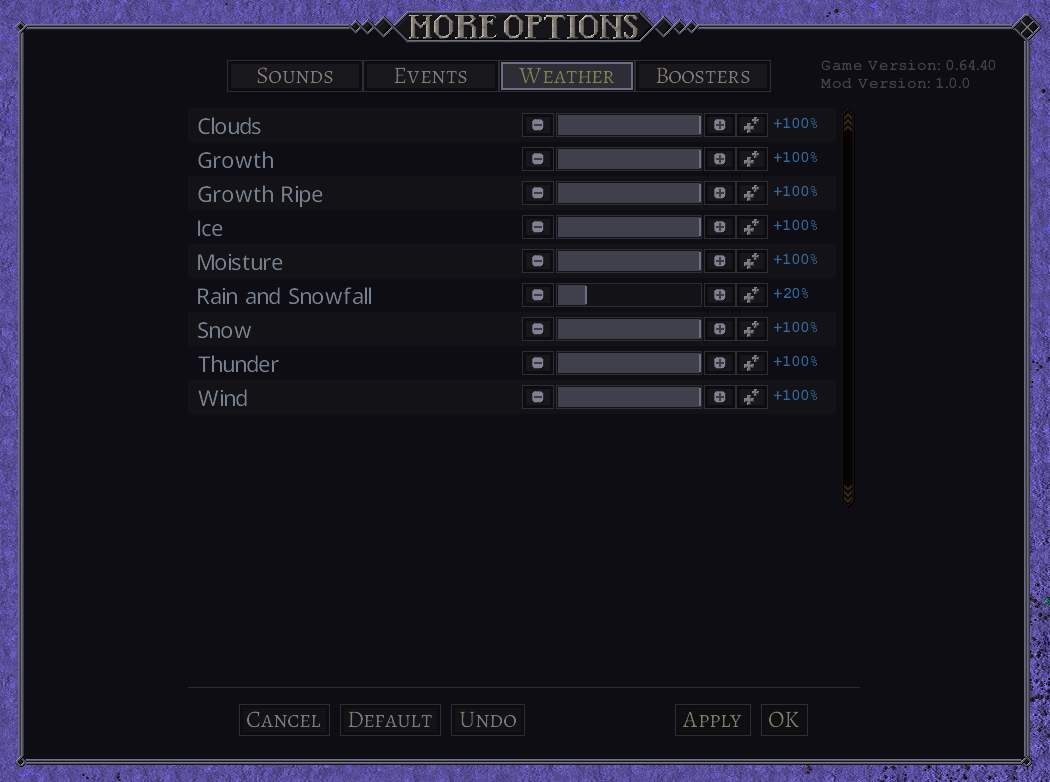 MORE OPTIONS
Sounds Events Weather Boosters
Game Version: 0.64.40
Mod Version: 1.0.0
Clouds +100%
Growth +100%
Growth Ripe +100%
Ice +100%
Moisture +100%
Rain and Snowfall +20%
Snow +100%
Thunder +100%
Wind +100%
Cancel Default Undo Apply OK